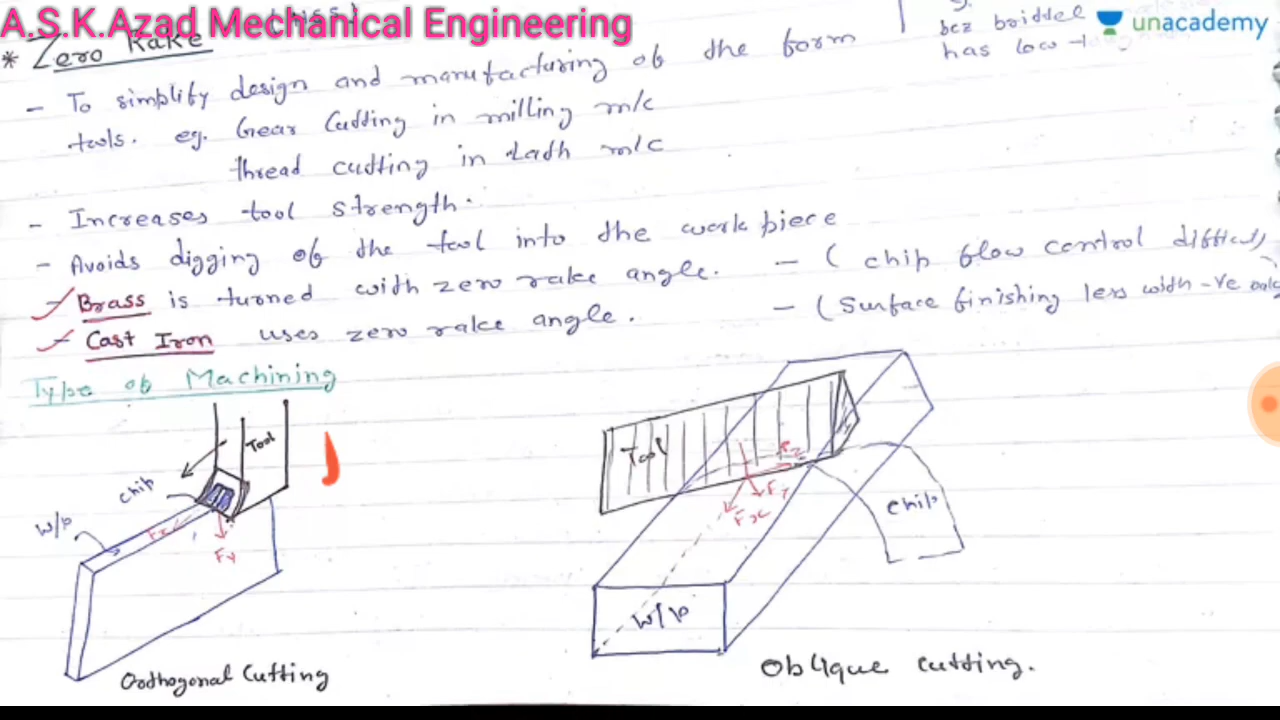 A.S.K.Azad Mechanical Engineering
unacademy
* Zero Rake
bcz briddel
has low
- To simplify design and manufacturing of the form
tools. eg. Gear Cutting in milling m/c
thread cutting in Lath m/c
- Increases tool strength.
- Avoids digging of the tool into the work piece
- Brass is turned with zero rake angle. - ( chip flow control difficult)
- Cast Iron uses zero rake angle. - ( Surface finishing less with -ve only
Type of Machining
Tool
chip
W/P
Fx
Fy
Orthogonal Cutting
Tool
Fz
Fy
Fx
chip
W/P
Oblique cutting.